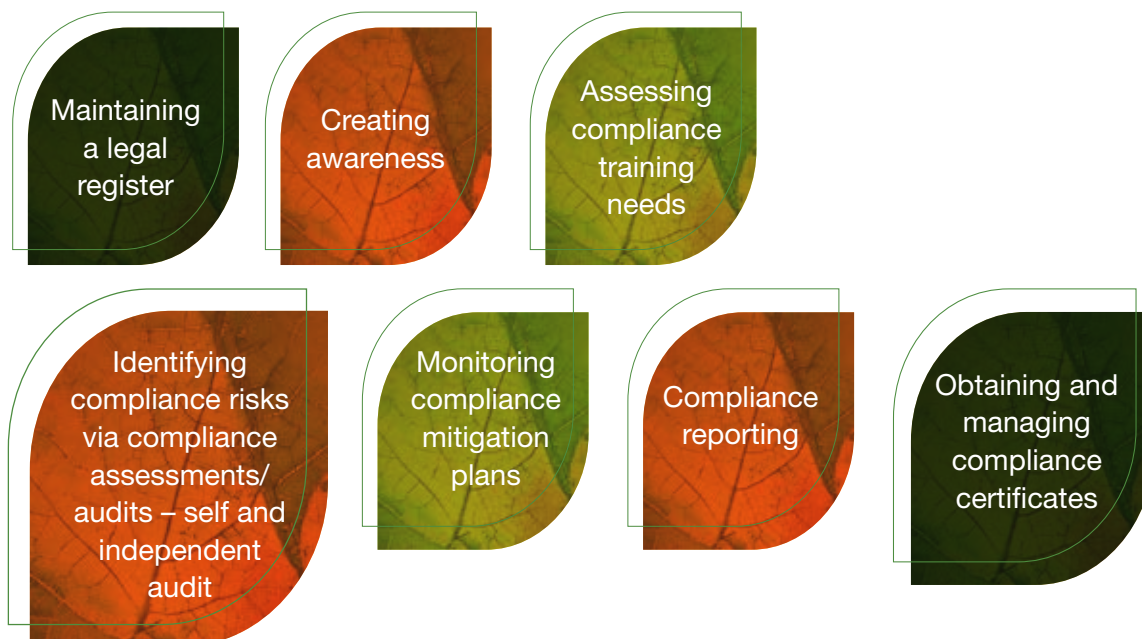 Maintaining
a legal
register
Creating
awareness
Assessing
compliance
training
needs
Identifying
compliance risks
via compliance
assessments/
audits – self and
independent
audit
Monitoring
compliance
mitigation
plans
Compliance
reporting
Obtaining and
managing
compliance
certificates